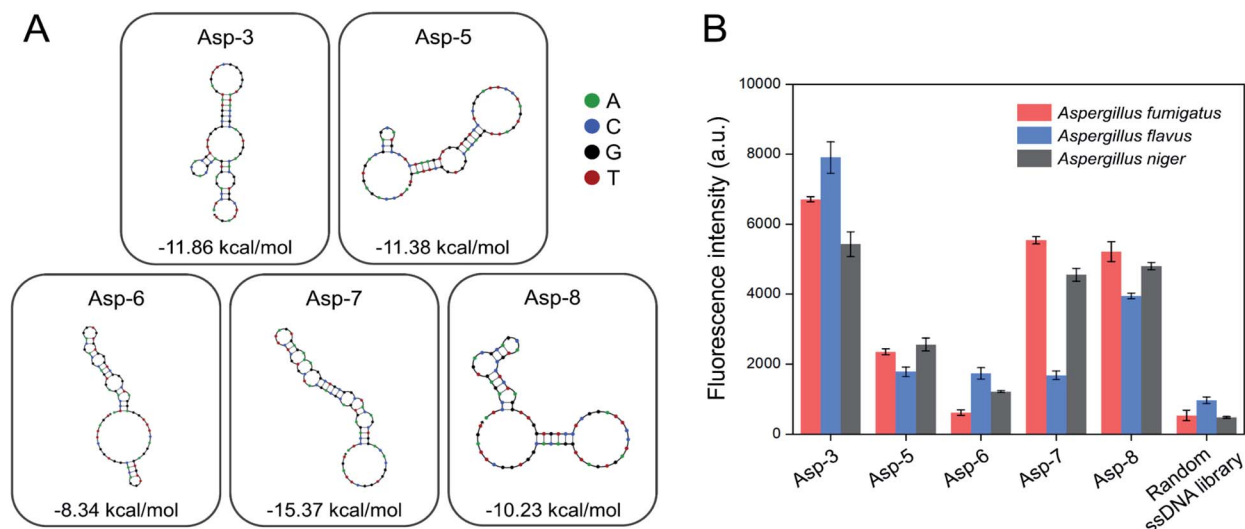 A
Asp-3
-11.86 kcal/mol
Asp-5
-11.38 kcal/mol
A
C
G
T
Asp-6
-8.34 kcal/mol
Asp-7
-15.37 kcal/mol
Asp-8
-10.23 kcal/mol
B
Fluorescence intensity (a.u.)
10000
8000
6000
4000
2000
0
Aspergillus fumigatus
Aspergillus flavus
Aspergillus niger
Asp-3
Asp-5
Asp-6
Asp-7
Asp-8
Random
ssDNA library